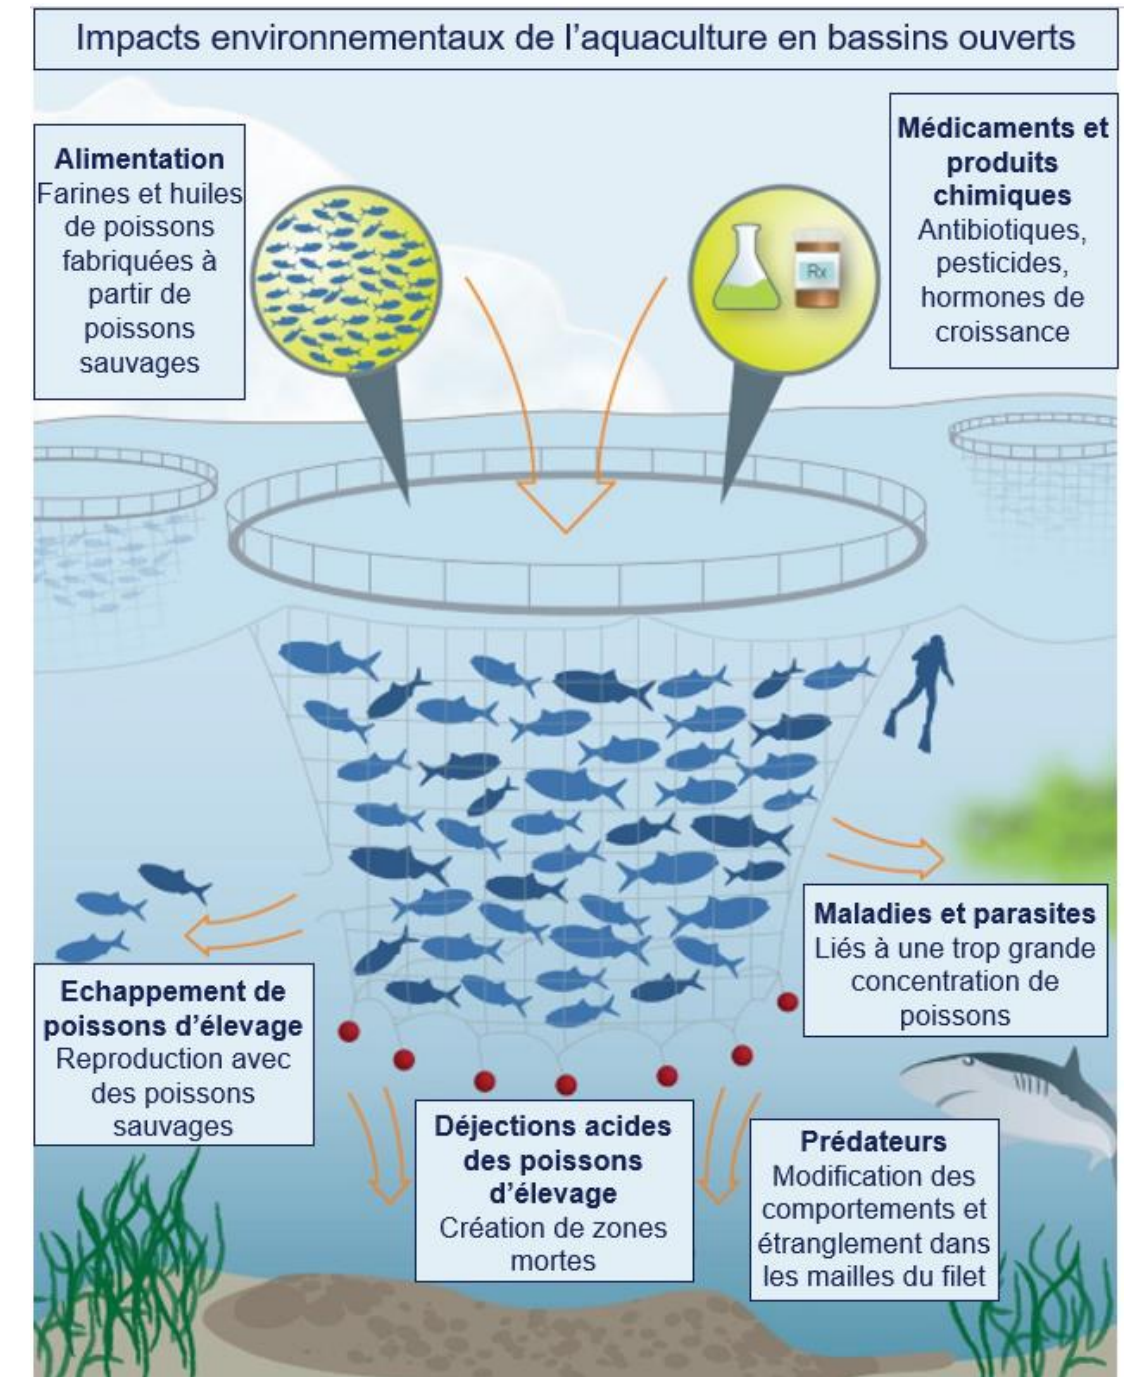 Impacts environnementaux de l’aquaculture en bassins ouverts
Alimentation
Farines et huiles
de poissons
fabriquées à
partir de
poissons
sauvages
Médicaments et
produits
chimiques
Antibiotiques,
pesticides,
hormones de
croissance
Rx
Maladies et parasites
Liés à une trop grande
concentration de
poissons
Echappement de
poissons d’élevage
Reproduction avec
des poissons
sauvages
Déjections acides
des poissons
d’élevage
Création de zones
mortes
Prédateurs
Modification des
comportements et
étranglement dans
les mailles du filet